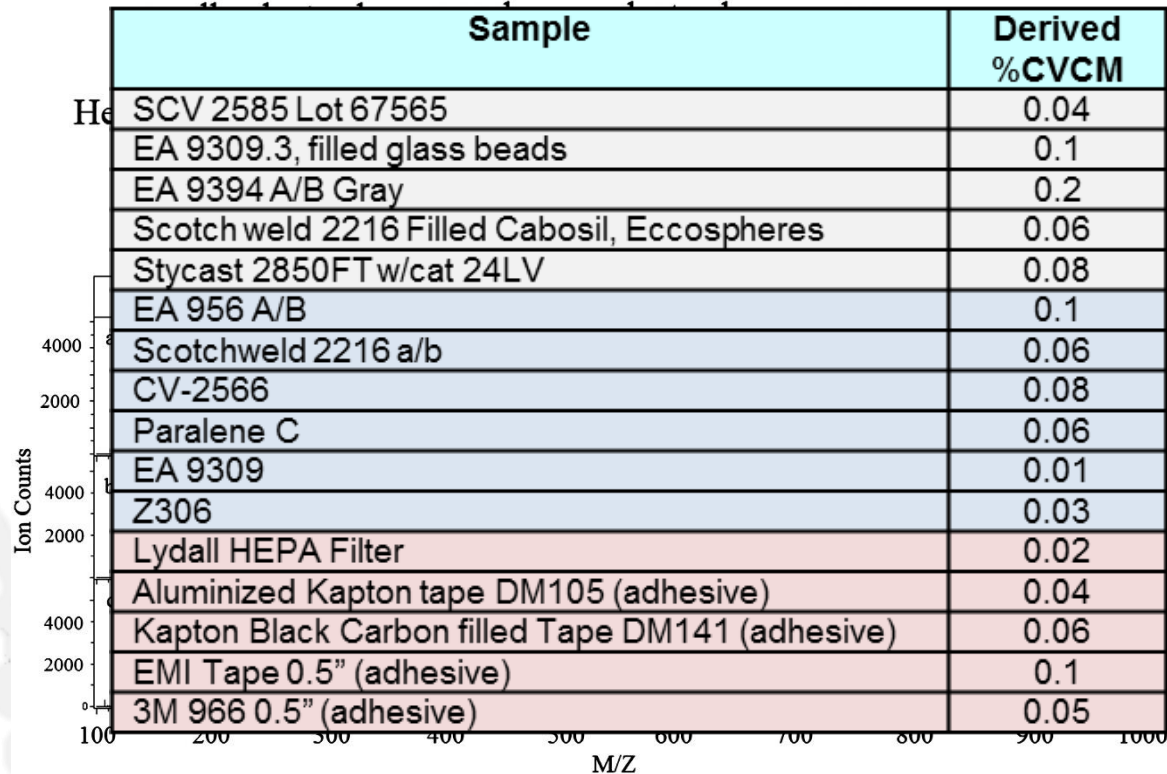 Sample Derived
%CVCM
He
SCV 2585 Lot 67565 0.04
EA 9309.3, filled glass beads 0.1
EA 9394 A/B Gray 0.2
Scotch weld 2216 Filled Cabosil, Eccospheres 0.06
Stycast 2850FT w/cat 24LV 0.08
EA 956 A/B 0.1
Scotchweld 2216 a/b 0.06
CV-2566 0.08
Paralene C 0.06
EA 9309 0.01
Z306 0.03
Lydall HEPA Filter 0.02
Aluminized Kapton tape DM105 (adhesive) 0.04
Kapton Black Carbon filled Tape DM141 (adhesive) 0.06
EMI Tape 0.5” (adhesive) 0.1
3M 966 0.5” (adhesive) 0.05
4000
2000
4000
2000
4000
2000
0
Ion Counts
100 200 300 400 500 600 700 800 900 1000
M/Z